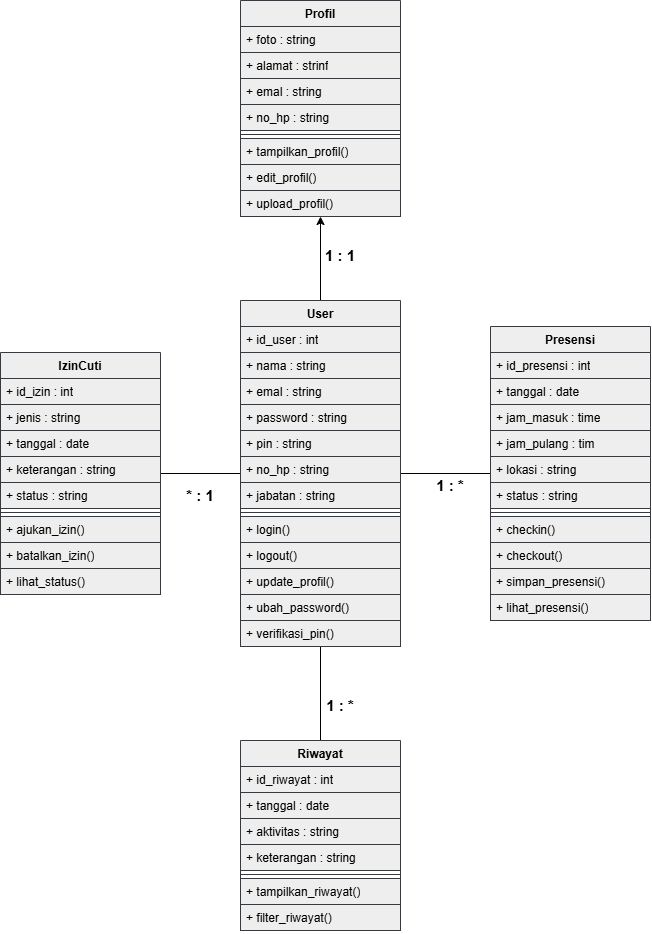 Profil
+ foto : string
+ alamat : strinf
+ emal : string
+ no_hp : string
+ tampilkan_profil()
+ edit_profil()
+ upload_profil()
1 : 1
User
+ id_user : int
+ nama : string
+ emal : string
+ password : string
+ pin : string
+ no_hp : string
+ jabatan : string
+ login()
+ logout()
+ update_profil()
+ ubah_password()
+ verifikasi_pin()
IzinCuti
+ id_izin : int
+ jenis : string
+ tanggal : date
+ keterangan : string
+ status : string
+ ajukan_izin()
+ batalkan_izin()
+ lihat_status()
* : 1
1 : *
Presensi
+ id_presensi : int
+ tanggal : date
+ jam_masuk : time
+ jam_pulang : tim
+ lokasi : string
+ status : string
+ checkin()
+ checkout()
+ simpan_presensi()
+ lihat_presensi()
1 : *
Riwayat
+ id_riwayat : int
+ tanggal : date
+ aktivitas : string
+ keterangan : string
+ tampilkan_riwayat()
+ filter_riwayat()